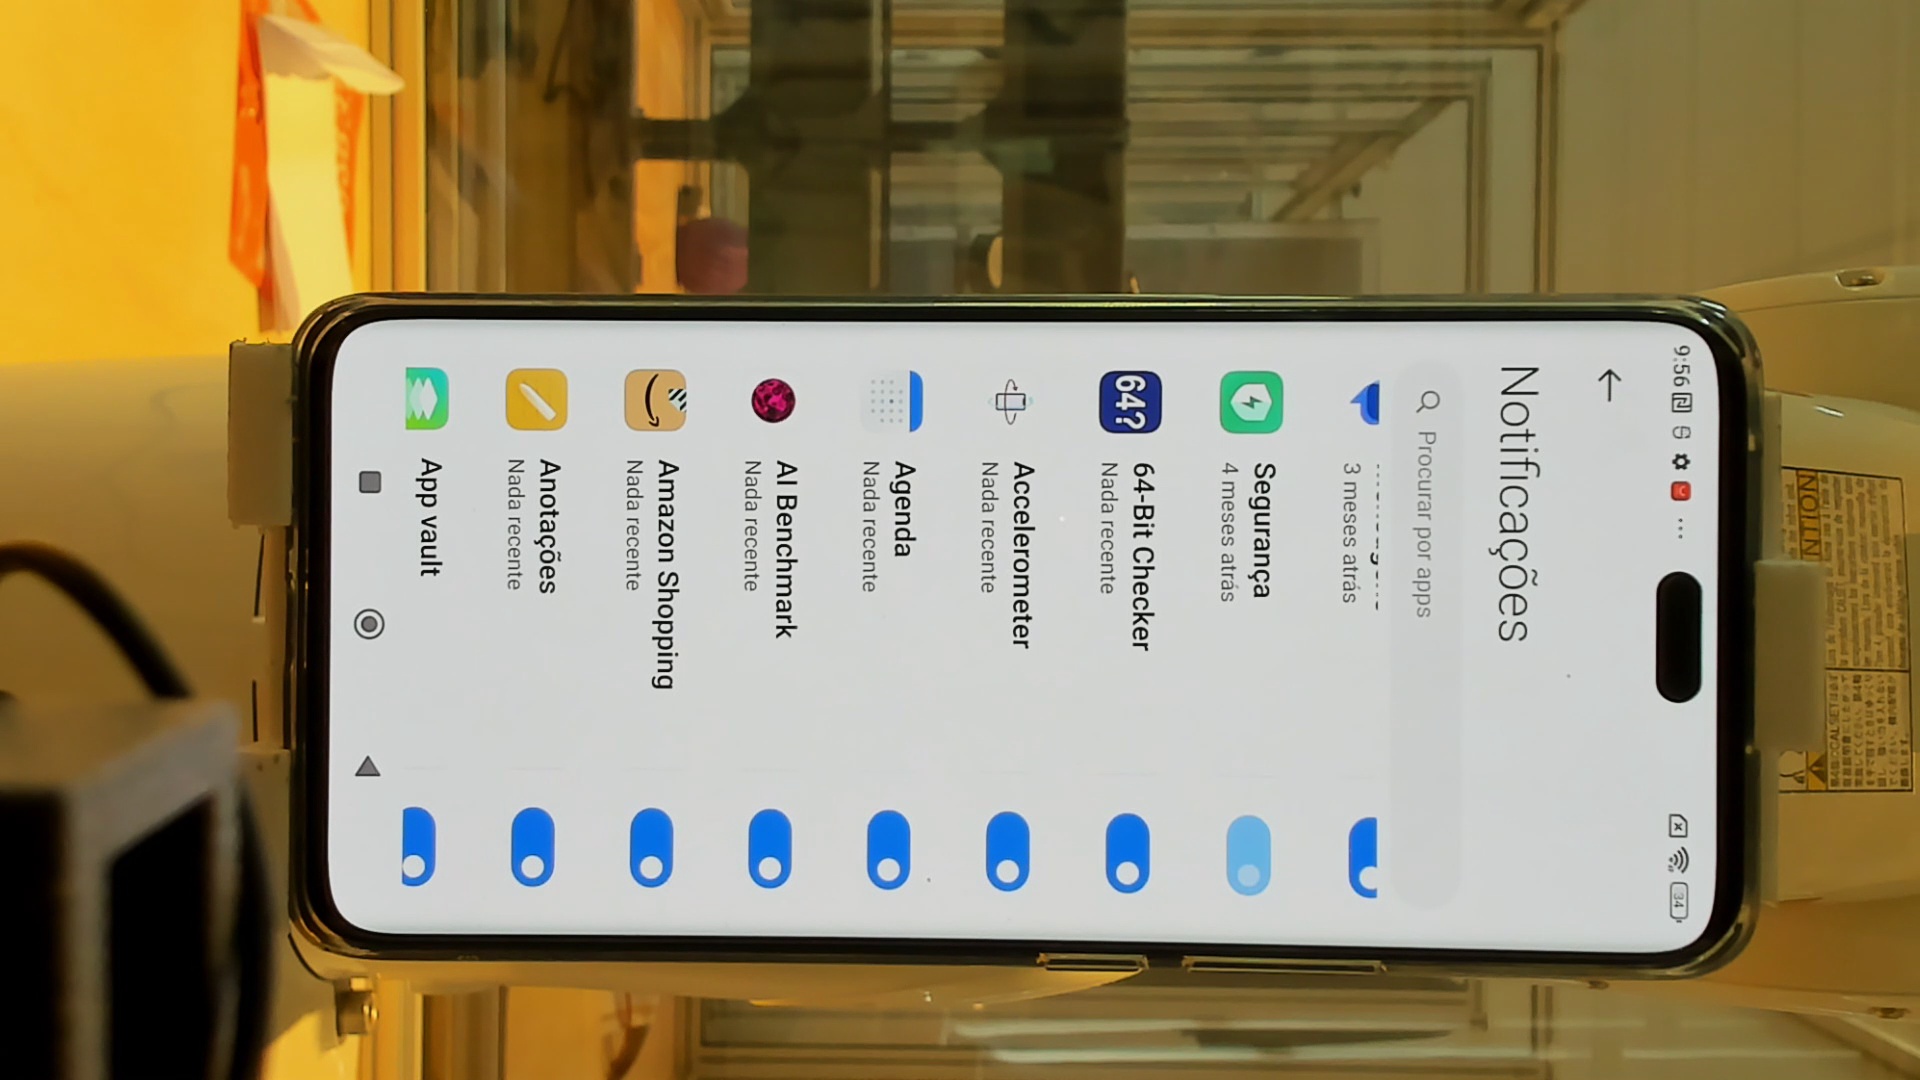 9:56
34
Notificações
Procurar por apps
3 meses atrás
Segurança
4 meses atrás
64?
64-Bit Checker
Nada recente
Accelerometer
Nada recente
Agenda
Nada recente
AI Benchmark
Nada recente
Amazon Shopping
Nada recente
Anotações
Nada recente
App vault